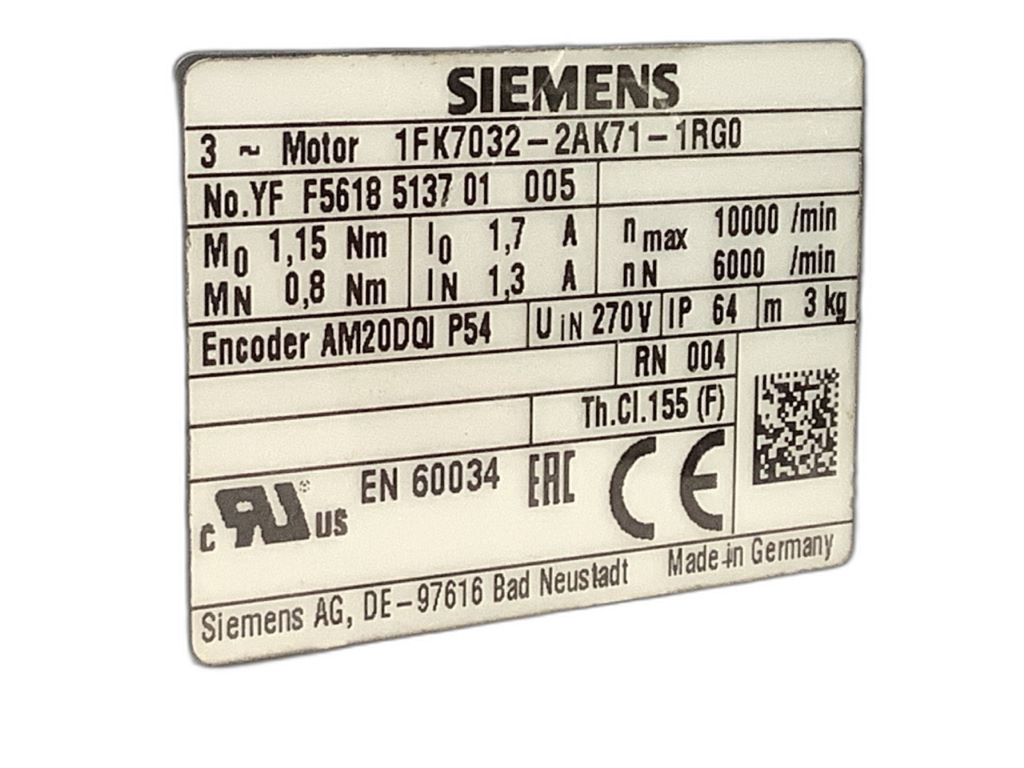 SIEMENS
3 ~ Motor 1FK7032-2AK71-1RG0
No.YF F5618 5137 01 005
M0 1,15 Nm I0 1,7 A nmax 10000 /min
MN 0,8 Nm IN 1,3 A nN 6000 /min
Encoder AM20DQI P54 UiN 270V IP 64 m 3 kg
RN 004
Th.Cl.155 (F)
c RU US EN 60034 EAC CE
Siemens AG, DE-97616 Bad Neustadt Made in Germany